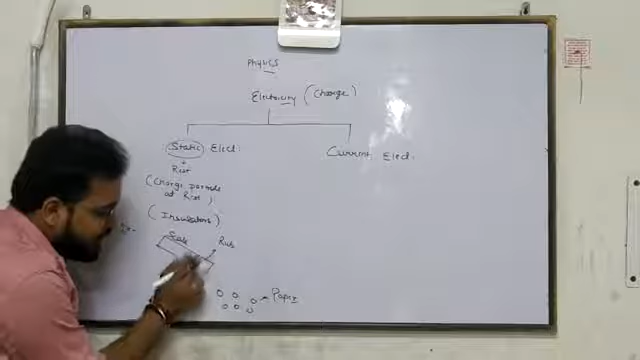 Physics
Electricity (Charge)
Static Elect.
Current Elect.
Rest
(Charge particle
at Rest)
(Insulators)
Ex-
Scale
Rub
Paper